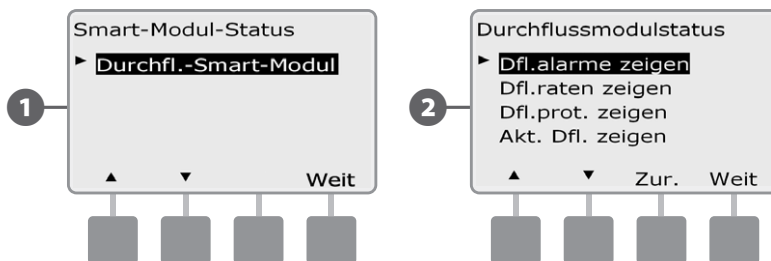 Smart-Modul-Status
► Durchfl.-Smart-Modul
1
▲ ▼ Weit
Durchflussmodulstatus
► Dfl.alarme zeigen
Dfl.raten zeigen
Dfl.prot. zeigen
Akt. Dfl. zeigen
2
▲ ▼ Zur. Weit